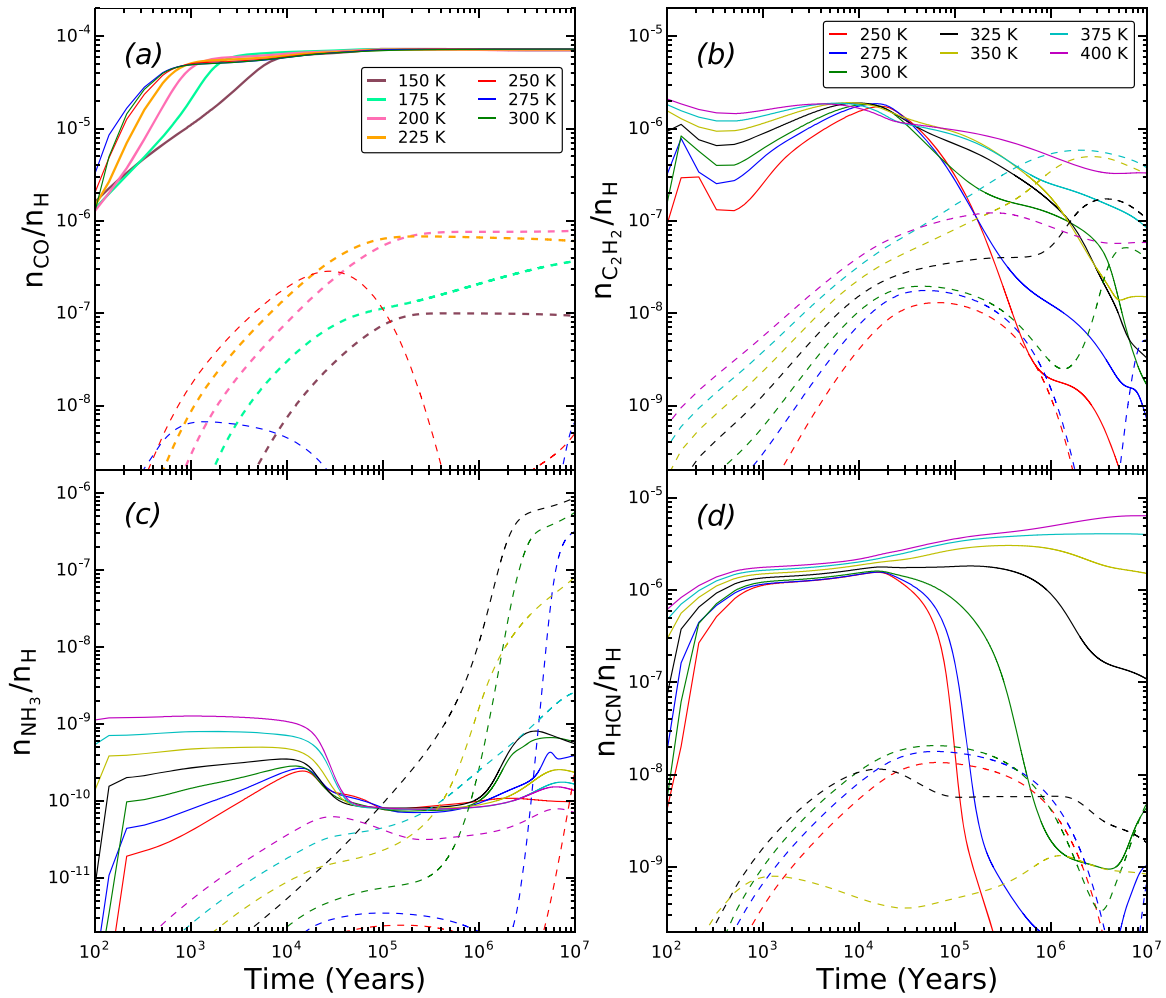 (a)
n_CO/n_H
10^-4
10^-5
10^-6
10^-7
10^-8
150 K 250 K
175 K 275 K
200 K 300 K
225 K
(b)
n_C2H2/n_H
10^-5
10^-6
10^-7
10^-8
10^-9
250 K 325 K 375 K
275 K 350 K 400 K
300 K
(c)
n_NH3/n_H
10^-6
10^-7
10^-8
10^-9
10^-10
10^-11
10^2 10^3 10^4 10^5 10^6 10^7
Time (Years)
(d)
n_HCN/n_H
10^-5
10^-6
10^-7
10^-8
10^-9
10^2 10^3 10^4 10^5 10^6 10^7
Time (Years)